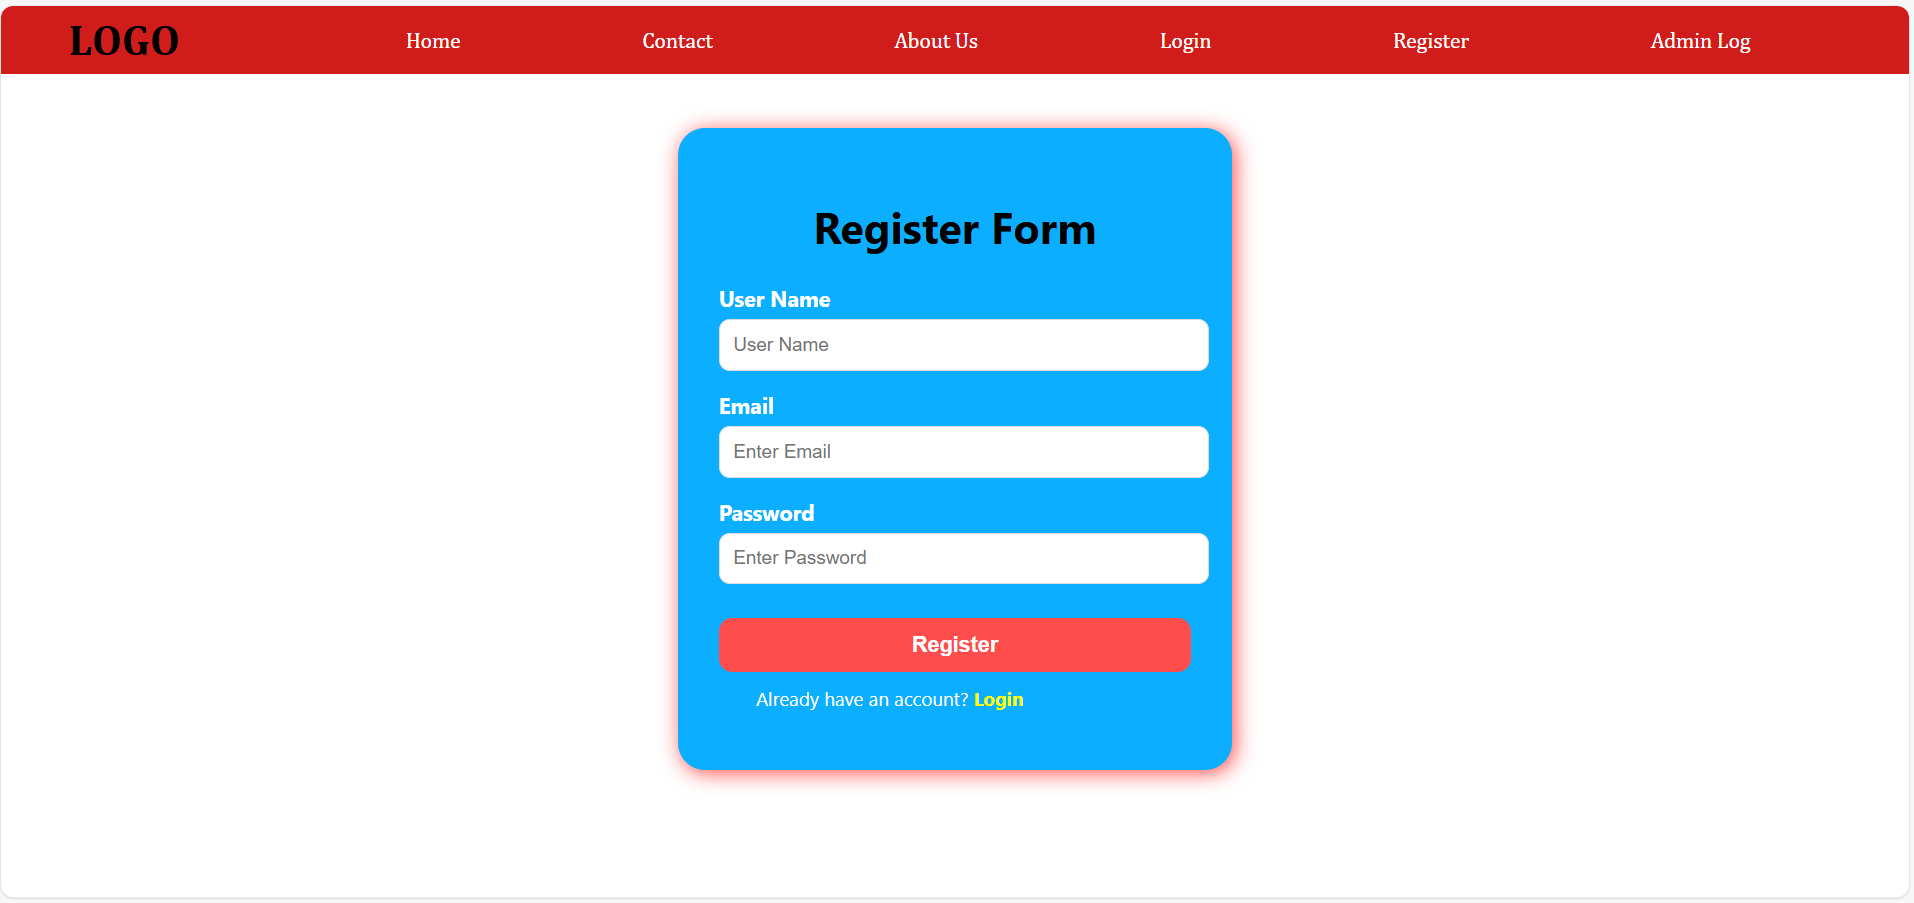 LOGO Home Contact About Us Login Register Admin Log
Register Form
User Name
User Name
Email
Enter Email
Password
Enter Password
Register
Already have an account? Login